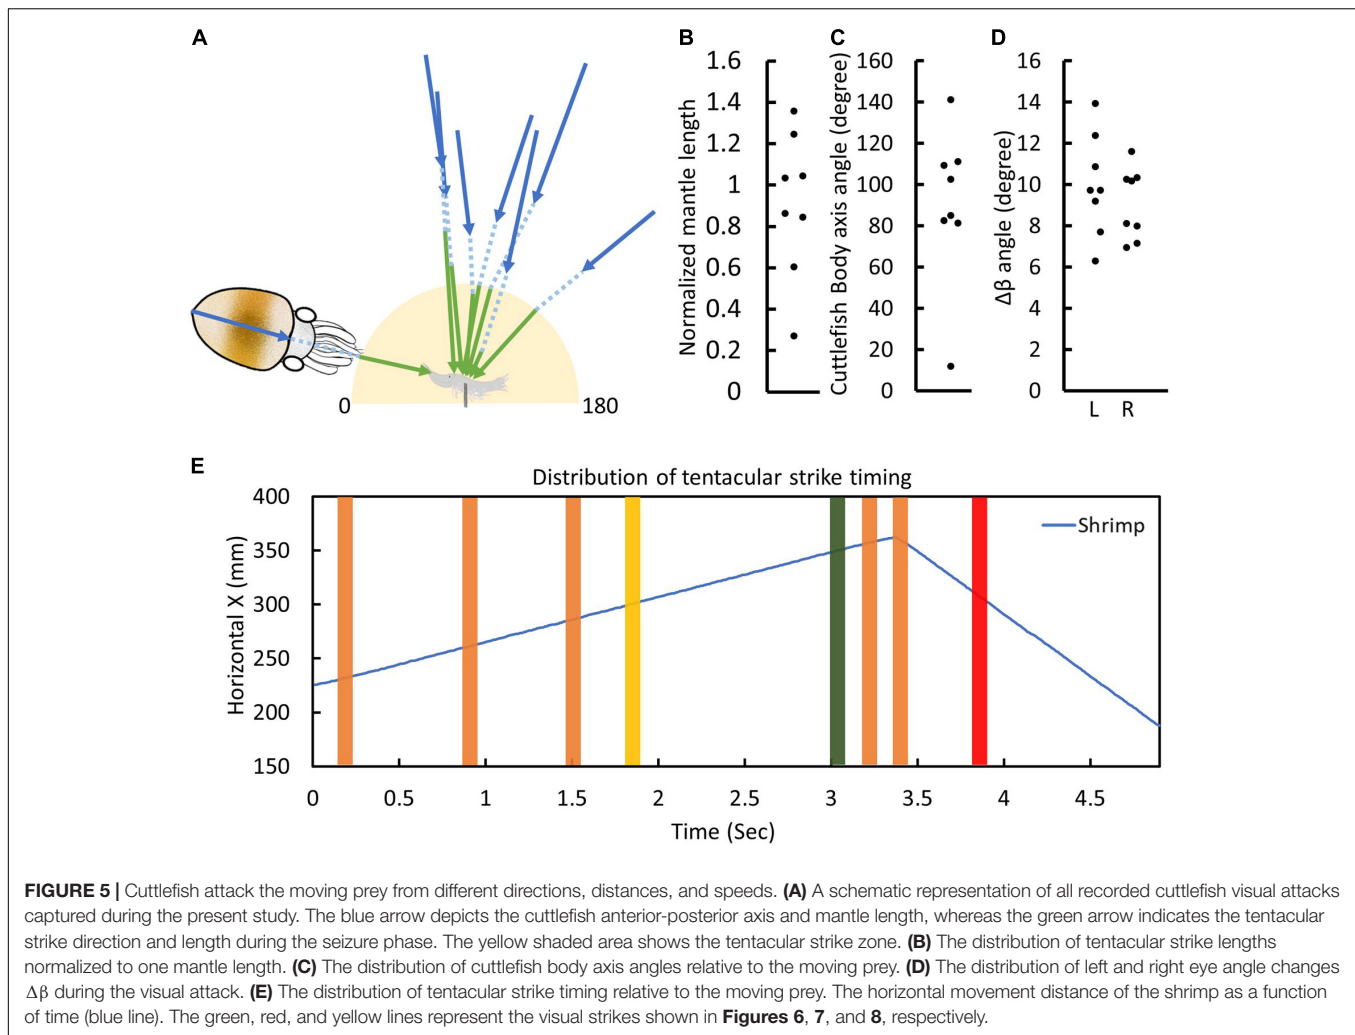 A
B
C
D
0
180
Normalized mantle length
1.6
1.4
1.2
1
0.8
0.6
0.4
0.2
0
Cuttlefish Body axis angle (degree)
160
140
120
100
80
60
40
20
0
Δβ angle (degree)
16
14
12
10
8
6
4
2
0
L R
E
Distribution of tentacular strike timing
Horizontal X (mm)
400
350
300
250
200
150
Shrimp
0 0.5 1 1.5 2 2.5 3 3.5 4 4.5
Time (Sec)
FIGURE 5 | Cuttlefish attack the moving prey from different directions, distances, and speeds. (A) A schematic representation of all recorded cuttlefish visual attacks
captured during the present study. The blue arrow depicts the cuttlefish anterior-posterior axis and mantle length, whereas the green arrow indicates the tentacular
strike direction and length during the seizure phase. The yellow shaded area shows the tentacular strike zone. (B) The distribution of tentacular strike lengths
normalized to one mantle length. (C) The distribution of cuttlefish body axis angles relative to the moving prey. (D) The distribution of left and right eye angle changes
Δβ during the visual attack. (E) The distribution of tentacular strike timing relative to the moving prey. The horizontal movement distance of the shrimp as a function
of time (blue line). The green, red, and yellow lines represent the visual strikes shown in Figures 6, 7, and 8, respectively.